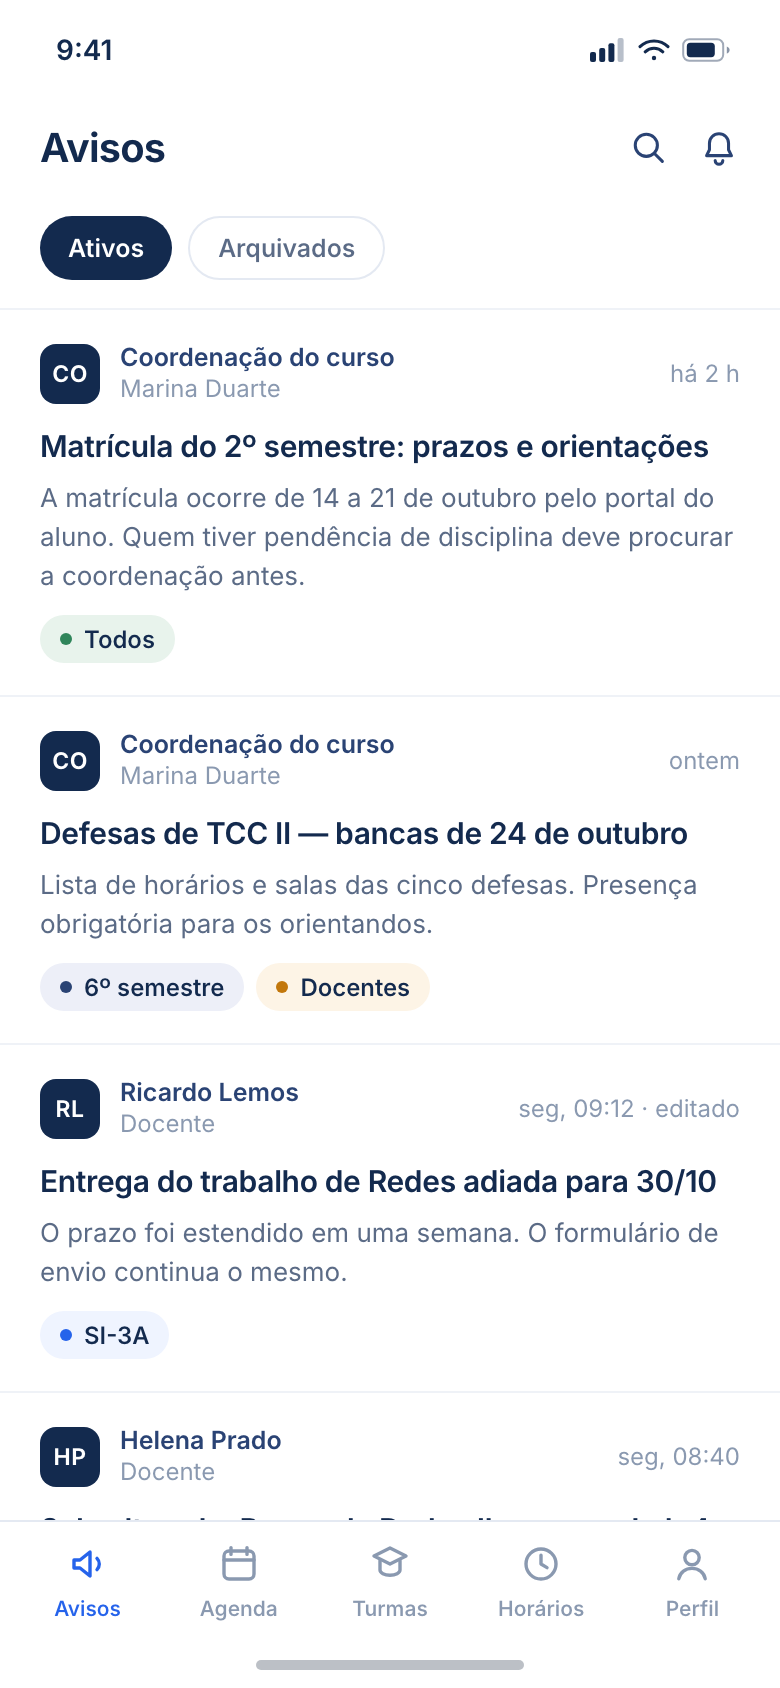 9:41
Avisos
Ativos
Arquivados
CO
Coordenação do curso
Marina Duarte
há 2 h
Matrícula do 2º semestre: prazos e orientações
A matrícula ocorre de 14 a 21 de outubro pelo portal do
aluno. Quem tiver pendência de disciplina deve procurar
a coordenação antes.
Todos
CO
Coordenação do curso
Marina Duarte
ontem
Defesas de TCC II — bancas de 24 de outubro
Lista de horários e salas das cinco defesas. Presença
obrigatória para os orientandos.
6º semestre
Docentes
RL
Ricardo Lemos
Docente
seg, 09:12 · editado
Entrega do trabalho de Redes adiada para 30/10
O prazo foi estendido em uma semana. O formulário de
envio continua o mesmo.
SI-3A
HP
Helena Prado
Docente
seg, 08:40
Avisos
Agenda
Turmas
Horários
Perfil